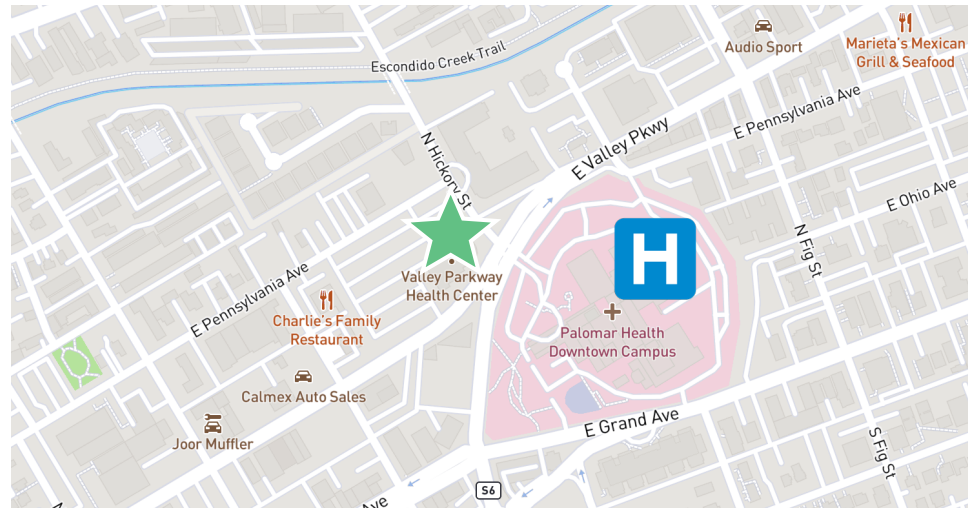 Audio Sport
Marieta's Mexican
Grill & Seafood
Escondido Creek Trail
E Pennsylvania Ave
E Valley Pkwy
N Hickory St
E Ohio Ave
H
N Fig St
Valley Parkway
Health Center
E Pennsylvania Ave
Charlie's Family
Restaurant
Palomar Health
Downtown Campus
Calmex Auto Sales
E Grand Ave
Joor Muffler
S Fig St
S6
Ave